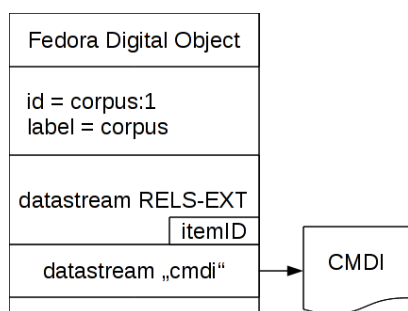 Fedora Digital Object
id = corpus:1
label = corpus
datastream RELS-EXT
itemID
datastream „cmdi“
CMDI